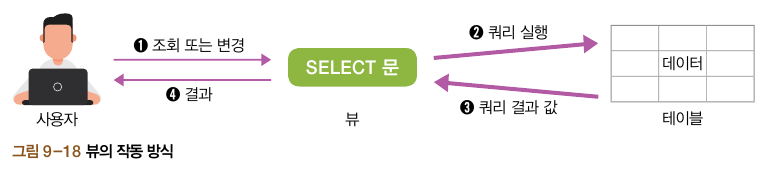 ❶ 조회 또는 변경
❷ 쿼리 실행
SELECT 문
데이터
❹ 결과
❸ 쿼리 결과 값
사용자
뷰
테이블
그림 9-18 뷰의 작동 방식